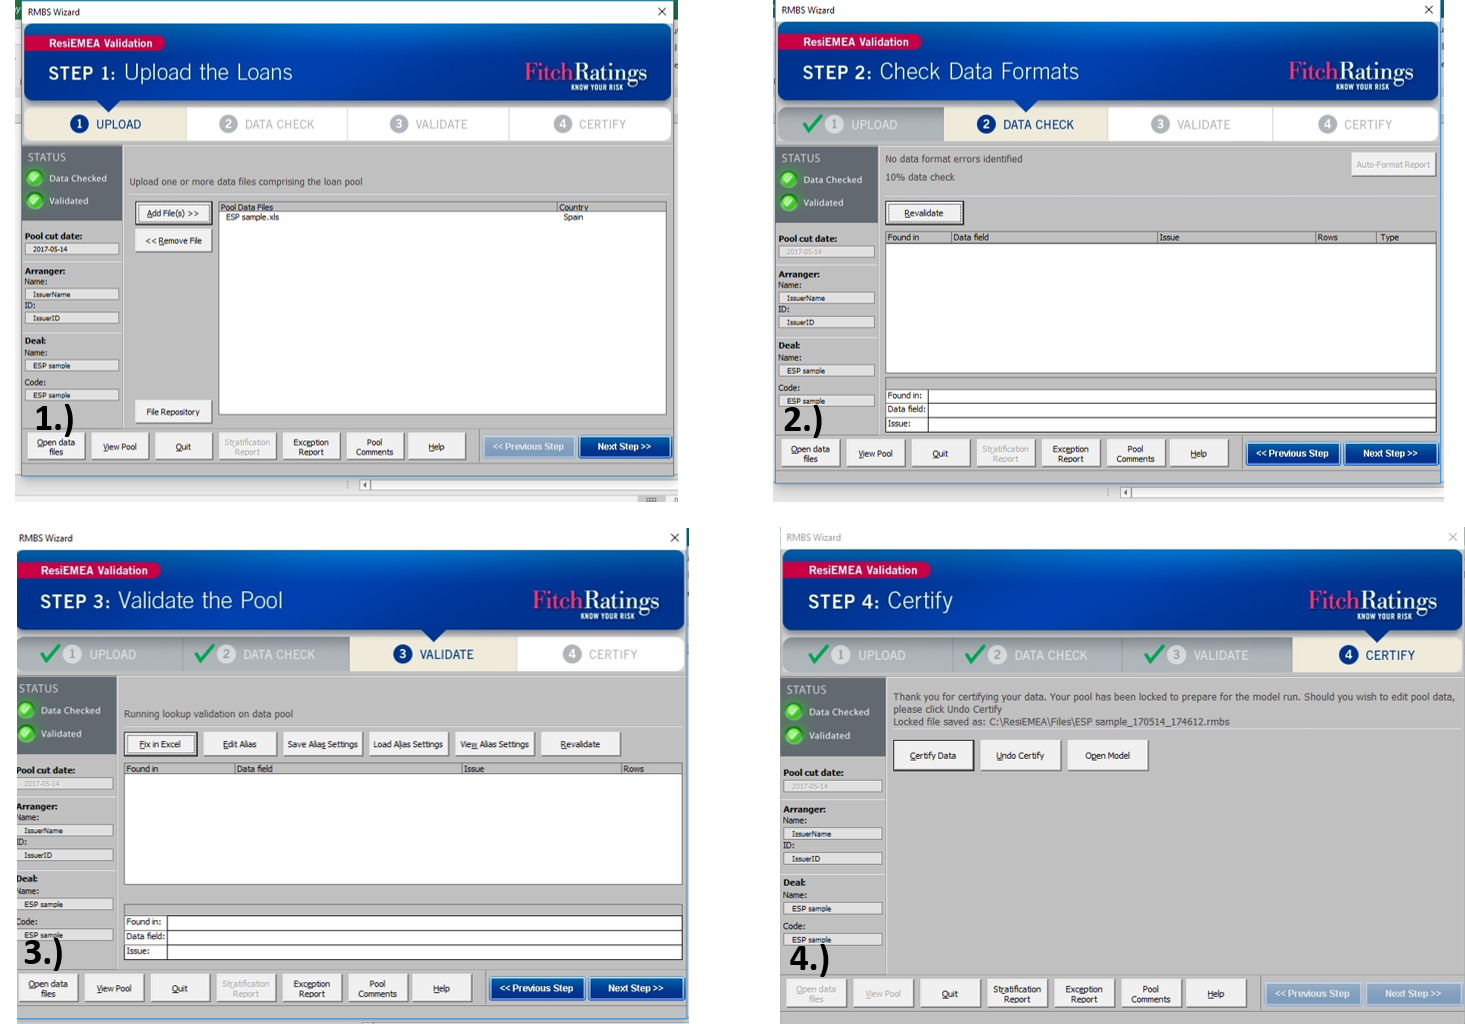 RMBS Wizard
ResiEMEA Validation
STEP 1: Upload the Loans
FitchRatings
KNOW YOUR RISK
1 UPLOAD
2 DATA CHECK
3 VALIDATE
4 CERTIFY
STATUS
Data Checked
Validated
Upload one or more data files comprising the loan pool
Add File(s) >>
<< Remove File
Pool Data Files Country
ESP sample.xls Spain
Pool cut date:
2017-05-14
Arranger:
Name:
IssuerName
ID:
IssuerID
Deal:
Name:
ESP sample
Code:
ESP sample
File Repository
1.)
Open data files
View Pool
Quit
Stratification Report
Exception Report
Pool Comments
Help
<< Previous Step
Next Step >>
RMBS Wizard
ResiEMEA Validation
STEP 2: Check Data Formats
FitchRatings
KNOW YOUR RISK
1 UPLOAD
2 DATA CHECK
3 VALIDATE
4 CERTIFY
STATUS
Data Checked
Validated
No data format errors identified
10% data check
Auto-Format Report
Revalidate
Found in Data field Issue Rows Type
Pool cut date:
2017-05-14
Arranger:
Name:
IssuerName
ID:
IssuerID
Deal:
Name:
ESP sample
Code:
ESP sample
Found in:
Data field:
Issue:
2.)
Open data files
View Pool
Quit
Stratification Report
Exception Report
Pool Comments
Help
<< Previous Step
Next Step >>
RMBS Wizard
ResiEMEA Validation
STEP 3: Validate the Pool
FitchRatings
KNOW YOUR RISK
1 UPLOAD
2 DATA CHECK
3 VALIDATE
4 CERTIFY
STATUS
Data Checked
Validated
Running lookup validation on data pool
Fix in Excel
Edit Alias
Save Alias Settings
Load Alias Settings
View Alias Settings
Revalidate
Found in Data field Issue Rows
Pool cut date:
2017-05-14
Arranger:
Name:
IssuerName
ID:
IssuerID
Deal:
Name:
ESP sample
Code:
ESP sample
Found in:
Data field:
Issue:
3.)
Open data files
View Pool
Quit
Stratification Report
Exception Report
Pool Comments
Help
<< Previous Step
Next Step >>
RMBS Wizard
ResiEMEA Validation
STEP 4: Certify
FitchRatings
KNOW YOUR RISK
1 UPLOAD
2 DATA CHECK
3 VALIDATE
4 CERTIFY
STATUS
Data Checked
Validated
Thank you for certifying your data. Your pool has been locked to prepare for the model run. Should you wish to edit pool data,
please click Undo Certify
Locked file saved as: C:\ResiEMEA\Files\ESP sample_170514_174612.rmbs
Certify Data
Undo Certify
Open Model
Pool cut date:
2017-05-14
Arranger:
Name:
IssuerName
ID:
IssuerID
Deal:
Name:
ESP sample
Code:
ESP sample
4.)
Open data files
View Pool
Quit
Stratification Report
Exception Report
Pool Comments
Help
<< Previous Step
Next Step >>